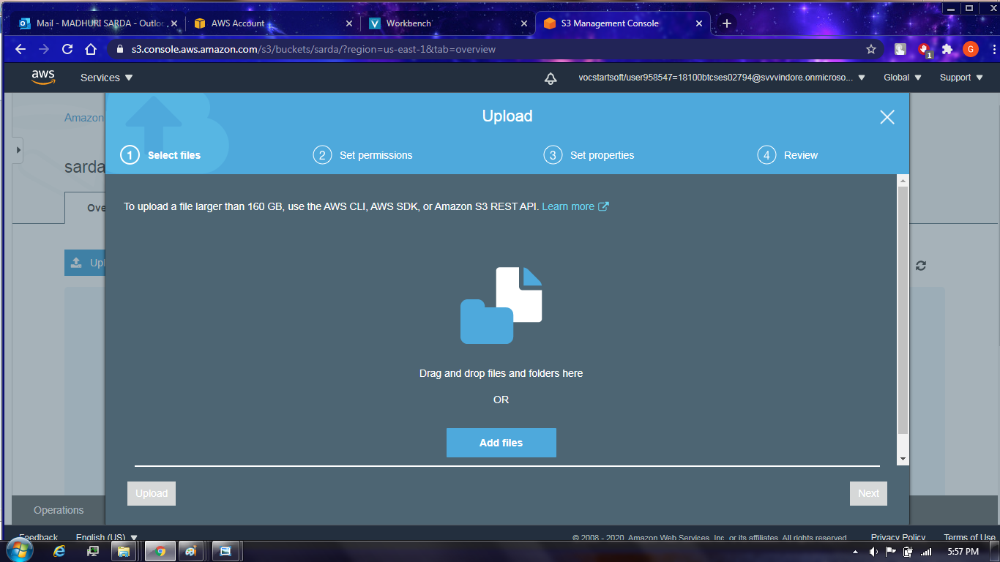 Mail - MADHURI SARDA - Outloo
AWS Account
Workbench
S3 Management Console
s3.console.aws.amazon.com/s3/buckets/sarda/?region=us-east-1&tab=overview
1
G
aws
Services
vocstartsoft/user958547=18100btcses02794@svvvindore.onmicroso...
Global
Support
Amazon
Upload
1 Select files
2 Set permissions
3 Set properties
4 Review
sarda
To upload a file larger than 160 GB, use the AWS CLI, AWS SDK, or Amazon S3 REST API. Learn more
Ove
Upl
Drag and drop files and folders here
OR
Add files
Upload
Next
Operations
Feedback
English (US)
© 2008 - 2020, Amazon Web Services, Inc. or its affiliates. All rights reserved.
Privacy Policy
Terms of Use
5:57 PM